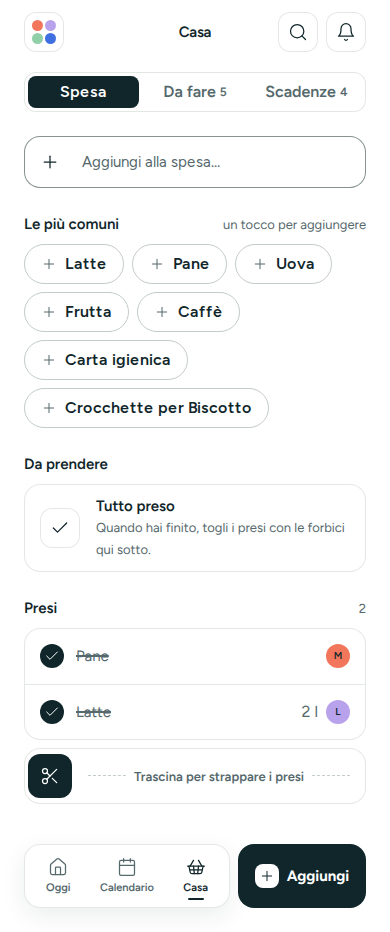 Casa
Spesa
Da fare 5
Scadenze 4
Aggiungi alla spesa...
Le più comuni
un tocco per aggiungere
Latte
Pane
Uova
Frutta
Caffè
Carta igienica
Crocchette per Biscotto
Da prendere
Tutto preso
Quando hai finito, togli i presi con le forbici
qui sotto.
Presi
2
Pane
M
Latte
2 l
L
Trascina per strappare i presi
Oggi
Calendario
Casa
Aggiungi